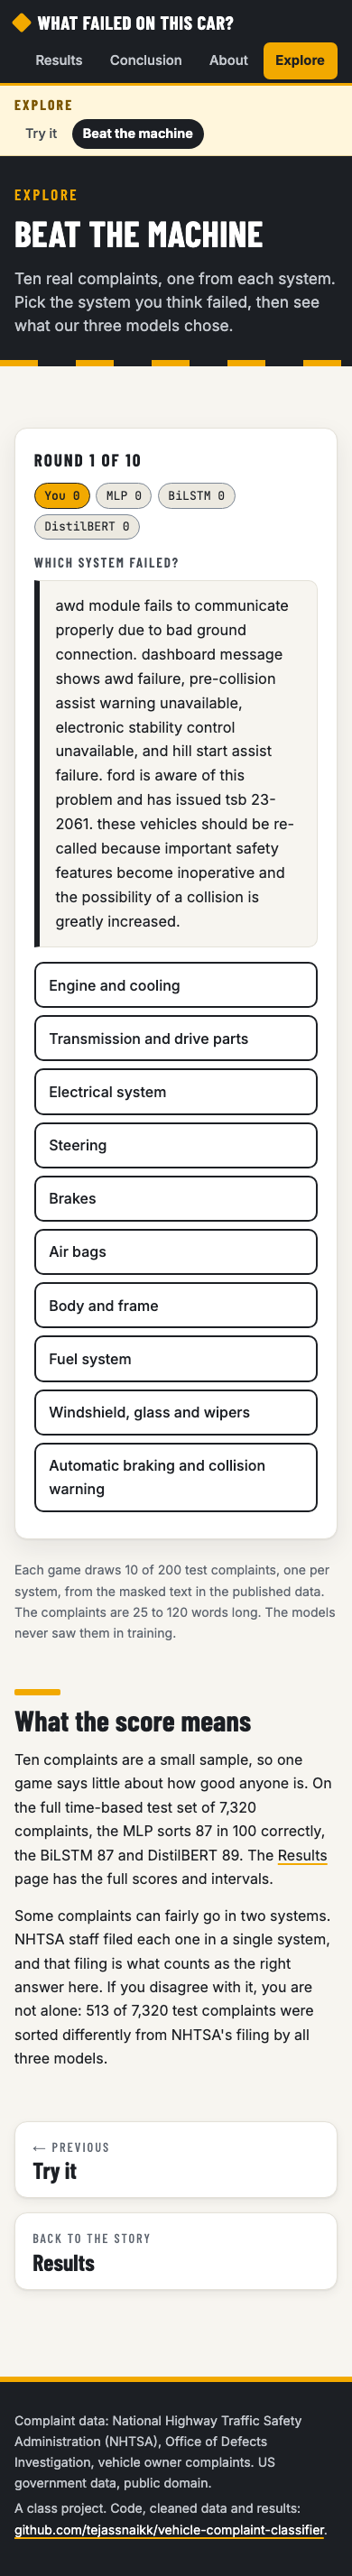 WHAT FAILED ON THIS CAR?
Results Conclusion About Explore
EXPLORE
Try it Beat the machine
EXPLORE
BEAT THE MACHINE
Ten real complaints, one from each system.
Pick the system you think failed, then see
what our three models chose.
ROUND 1 OF 10
You 0 MLP 0 BiLSTM 0
DistilBERT 0
WHICH SYSTEM FAILED?
awd module fails to communicate
properly due to bad ground
connection. dashboard message
shows awd failure, pre-collision
assist warning unavailable,
electronic stability control
unavailable, and hill start assist
failure. ford is aware of this
problem and has issued tsb 23-
2061. these vehicles should be re-
called because important safety
features become inoperative and
the possibility of a collision is
greatly increased.
Engine and cooling
Transmission and drive parts
Electrical system
Steering
Brakes
Air bags
Body and frame
Fuel system
Windshield, glass and wipers
Automatic braking and collision
warning
Each game draws 10 of 200 test complaints, one per
system, from the masked text in the published data.
The complaints are 25 to 120 words long. The models
never saw them in training.
What the score means
Ten complaints are a small sample, so one
game says little about how good anyone is. On
the full time-based test set of 7,320
complaints, the MLP sorts 87 in 100 correctly,
the BiLSTM 87 and DistilBERT 89. The Results
page has the full scores and intervals.
Some complaints can fairly go in two systems.
NHTSA staff filed each one in a single system,
and that filing is what counts as the right
answer here. If you disagree with it, you are
not alone: 513 of 7,320 test complaints were
sorted differently from NHTSA's filing by all
three models.
← PREVIOUS
Try it
BACK TO THE STORY
Results
Complaint data: National Highway Traffic Safety
Administration (NHTSA), Office of Defects
Investigation, vehicle owner complaints. US
government data, public domain.
A class project. Code, cleaned data and results:
github.com/tejassnaikk/vehicle-complaint-classifier.